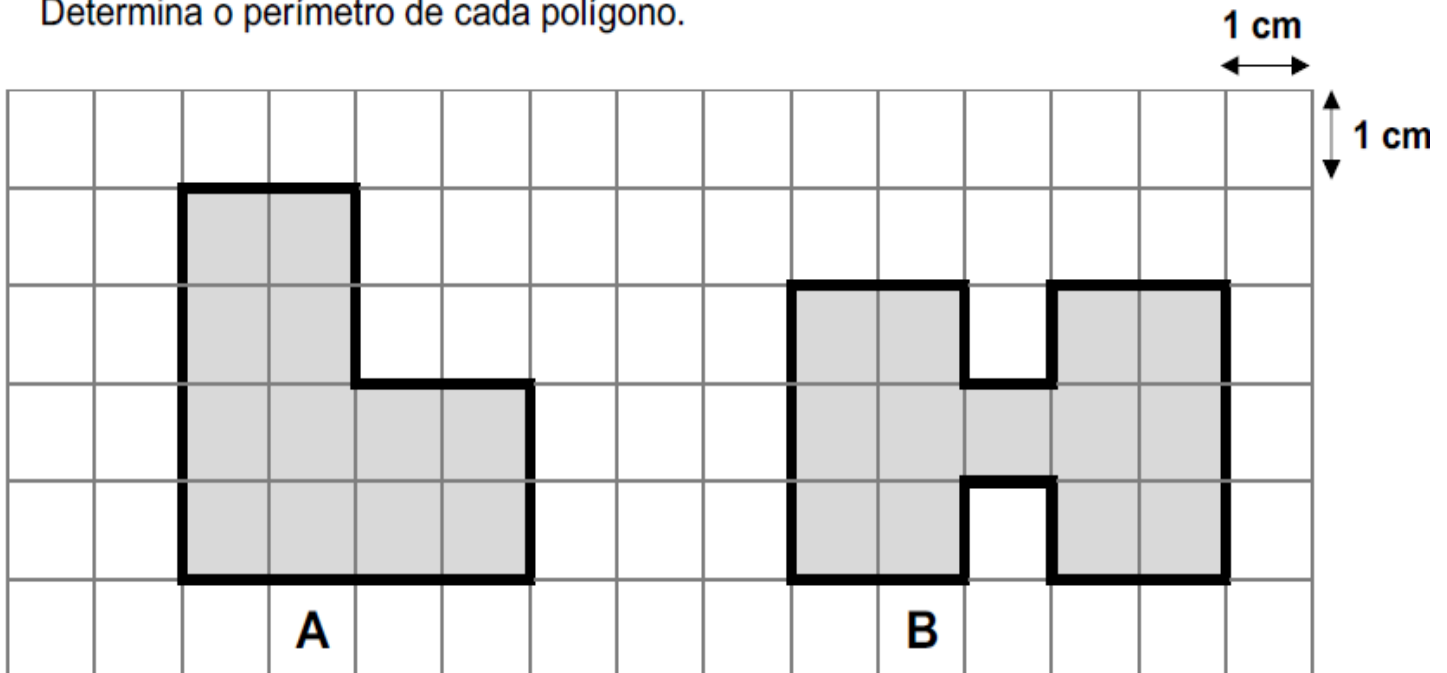 Determina o perímetro de cada polígono.
1 cm
1 cm
A
B